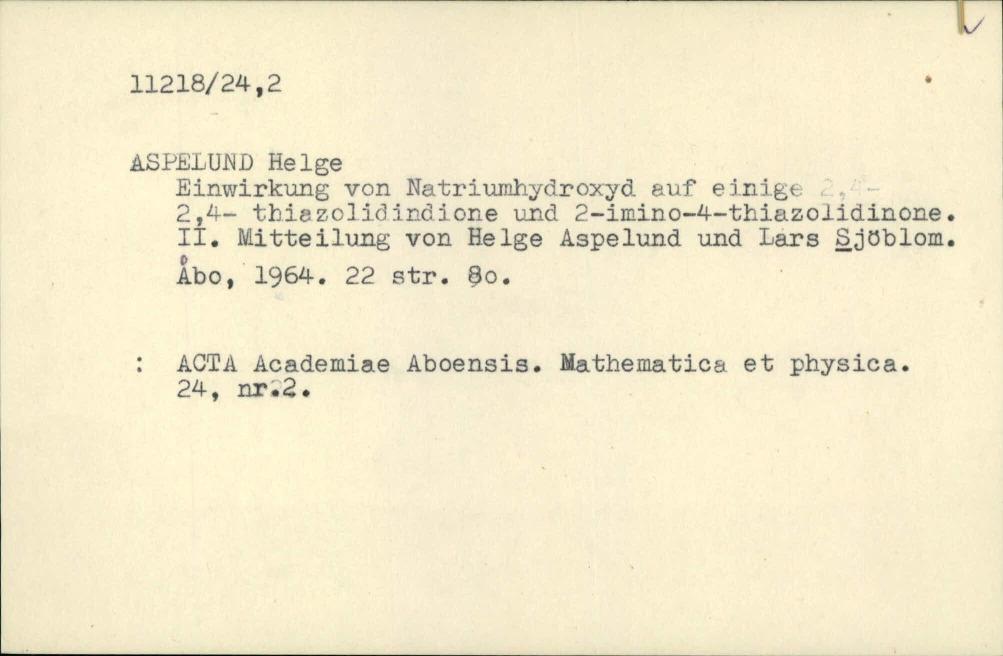 11218/24,2
ASPELUND Helge
Einwirkung von Natriumhydroxyd auf einige 2,4-
2,4- thiazolidindione und 2-imino-4-thiazolidinone.
II. Mitteilung von Helge Aspelund und Lars Sjöblom.
Åbo, 1964. 22 str. 8o.
: ACTA Academiae Aboensis. Mathematica et physica.
24, nr.2.